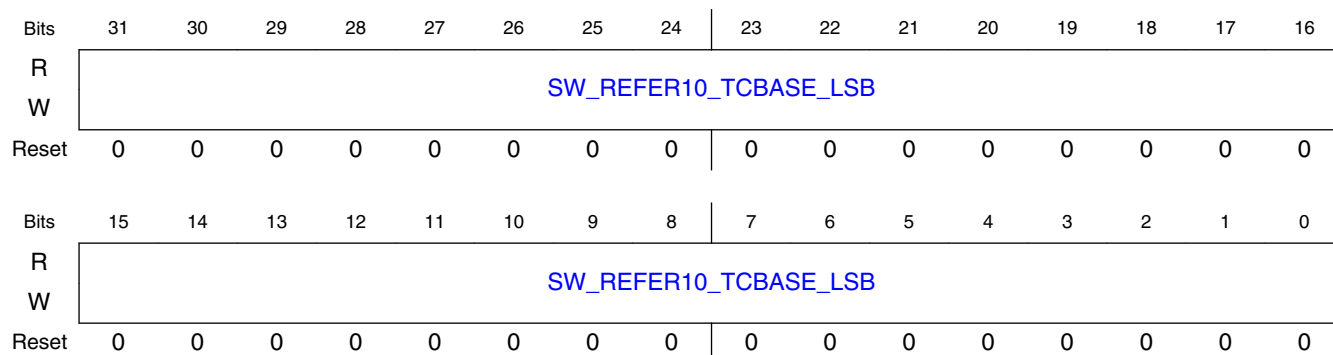 Bits 31 30 29 28 27 26 25 24 23 22 21 20 19 18 17 16
R
SW_REFER10_TCBASE_LSB
W
Reset 0 0 0 0 0 0 0 0 0 0 0 0 0 0 0 0
Bits 15 14 13 12 11 10 9 8 7 6 5 4 3 2 1 0
R
SW_REFER10_TCBASE_LSB
W
Reset 0 0 0 0 0 0 0 0 0 0 0 0 0 0 0 0